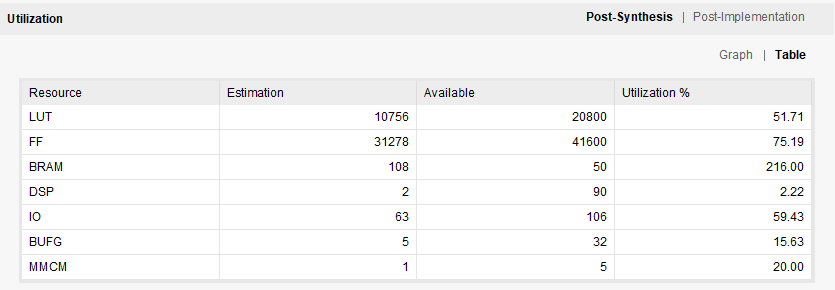 Utilization Post-Synthesis | Post-Implementation
Graph | Table
Resource Estimation Available Utilization %
LUT 10756 20800 51.71
FF 31278 41600 75.19
BRAM 108 50 216.00
DSP 2 90 2.22
IO 63 106 59.43
BUFG 5 32 15.63
MMCM 1 5 20.00